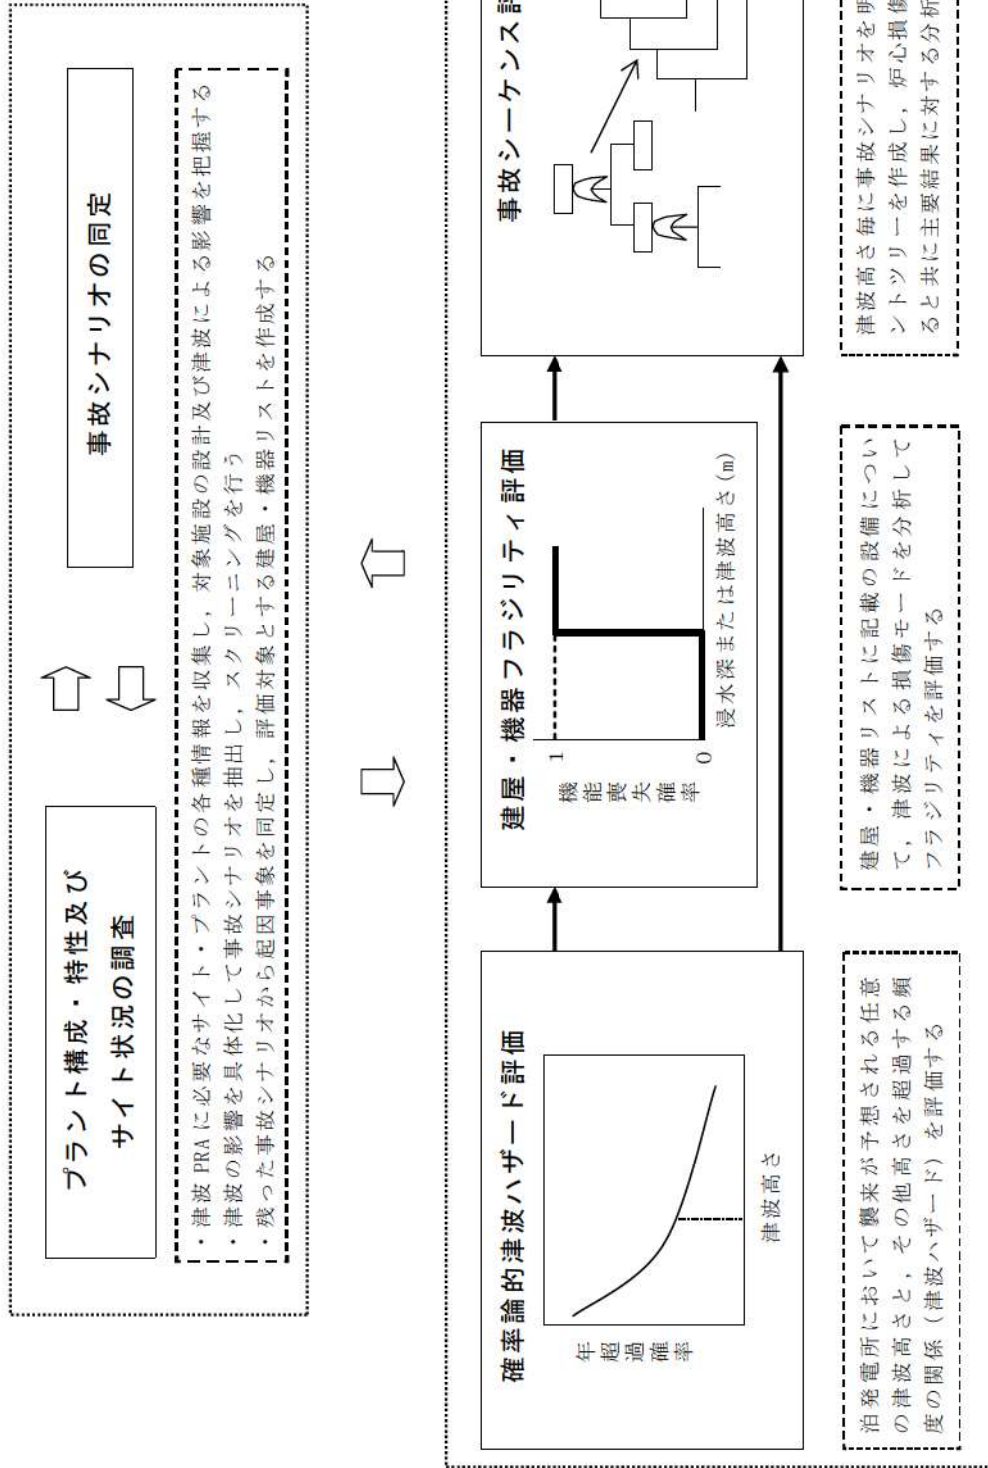 プラント構成・特性及び
サイト状況の調査
事故シナリオの同定
・津波 PRA に必要なサイト・プラントの各種情報を収集し，対象施設の設計及び津波による影響を把握する
・津波の影響を具体化して事故シナリオを抽出し，スクリーニングを行う
・残った事故シナリオから起因事象を同定し，評価対象とする建屋・機器リストを作成する
確率論的津波ハザード評価
年超過確率
津波高さ
泊発電所において襲来が予想される任意
の津波高さと，その他高さを超過する頻
度の関係（津波ハザード）を評価する
建屋・機器フラジリティ評価
機能喪失確率
1
0
浸水深または津波高さ(m)
建屋・機器リストに記載の設備につい
て，津波による損傷モードを分析して
フラジリティを評価する
事故シーケンス評
津波高さ毎に事故シナリオを明
ントツリーを作成し，炉心損傷
ると共に主要結果に対する分析